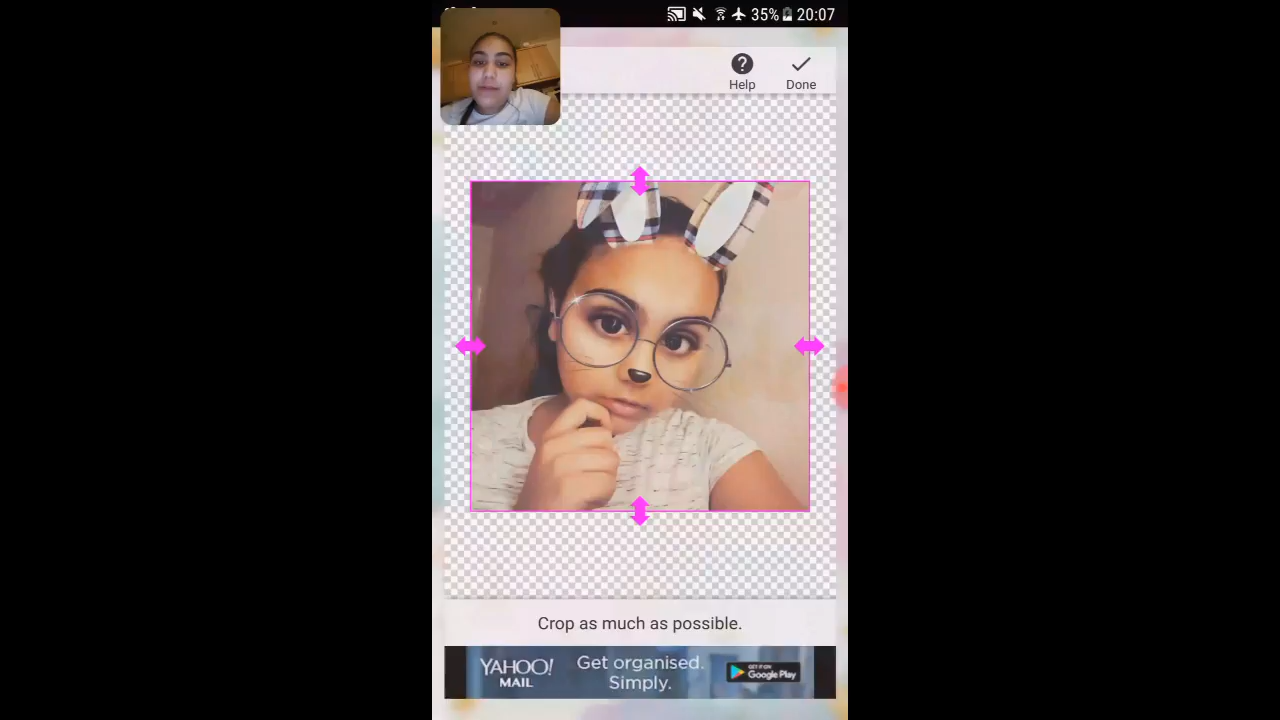 35% 20:07
Help
Done
Crop as much as possible.
YAHOO!
MAIL
Get organised.
Simply.
GET IT ON
Google Play